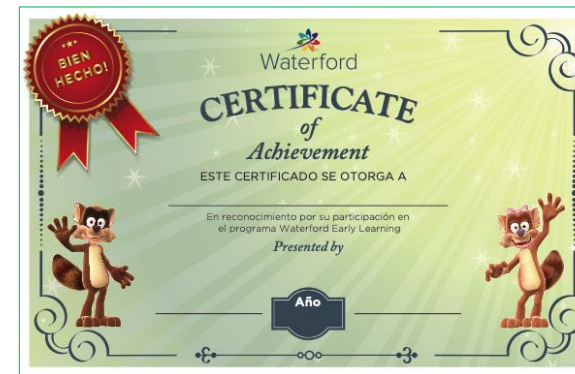 BIEN
HECHO!
Waterford
CERTIFICATE
of
Achievement
ESTE CERTIFICADO SE OTORGA A
En reconocimiento por su participación en
el programa Waterford Early Learning
Presented by
Año